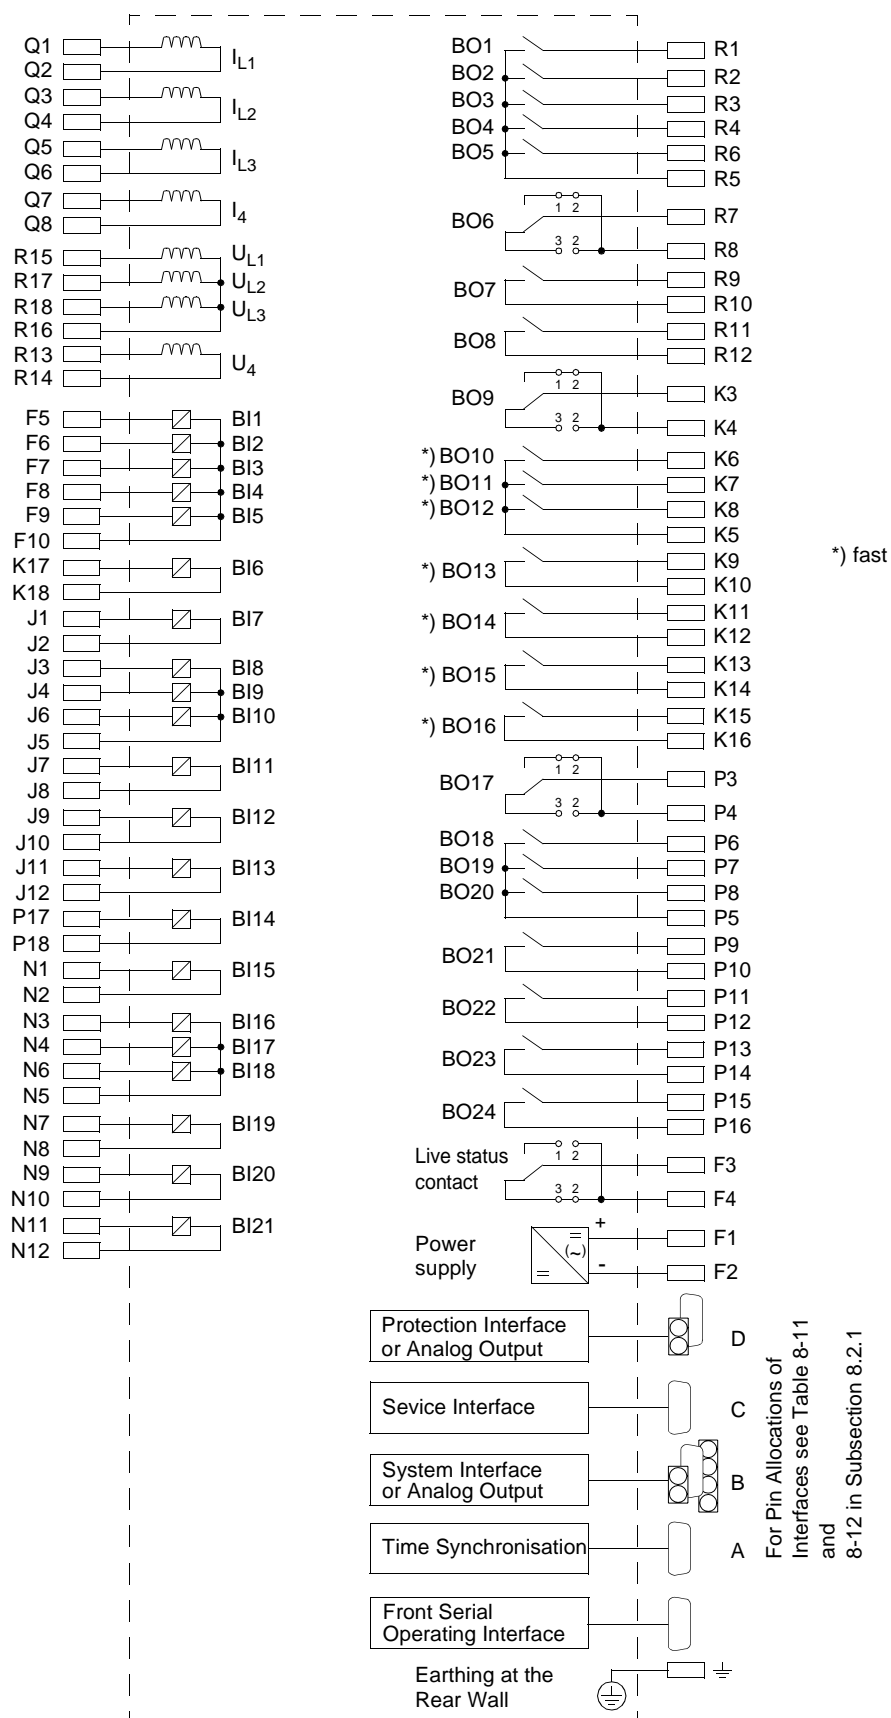 Q1
Q2
I L1
Q3
Q4
I L2
Q5
Q6
I L3
Q7
Q8
I 4
R15 U L1
R17 U L2
R18 U L3
R16
R13
R14
U 4
F5 BI1
F6 BI2
F7 BI3
F8 BI4
F9 BI5
F10
K17 BI6
K18
J1 BI7
J2
J3 BI8
J4 BI9
J6 BI10
J5
J7 BI11
J8
J9 BI12
J10
J11 BI13
J12
P17 BI14
P18
N1 BI15
N2
N3 BI16
N4 BI17
N6 BI18
N5
N7 BI19
N8
N9 BI20
N10
N11 BI21
N12
BO1 R1
BO2 R2
BO3 R3
BO4 R4
BO5 R6
R5
1 2
BO6 R7
3 2
R8
BO7 R9
R10
BO8 R11
R12
1 2
BO9 K3
3 2
K4
*) BO10 K6
*) BO11 K7
*) BO12 K8
K5
*) BO13 K9
K10
*) BO14 K11
K12
*) BO15 K13
K14
*) BO16 K15
K16
*) fast
1 2
BO17 P3
3 2
P4
BO18 P6
BO19 P7
BO20 P8
P5
BO21 P9
P10
BO22 P11
P12
BO23 P13
P14
BO24 P15
P16
Live status
contact
1 2
F3
3 2
F4
Power
supply
= (~) =
+ F1
- F2
Protection Interface
or Analog Output
D
Sevice Interface
C
System Interface
or Analog Output
B
Time Synchronisation
A
Front Serial
Operating Interface
Earthing at the
Rear Wall
For Pin Allocations of
Interfaces see Table 8-11
and
8-12 in Subsection 8.2.1